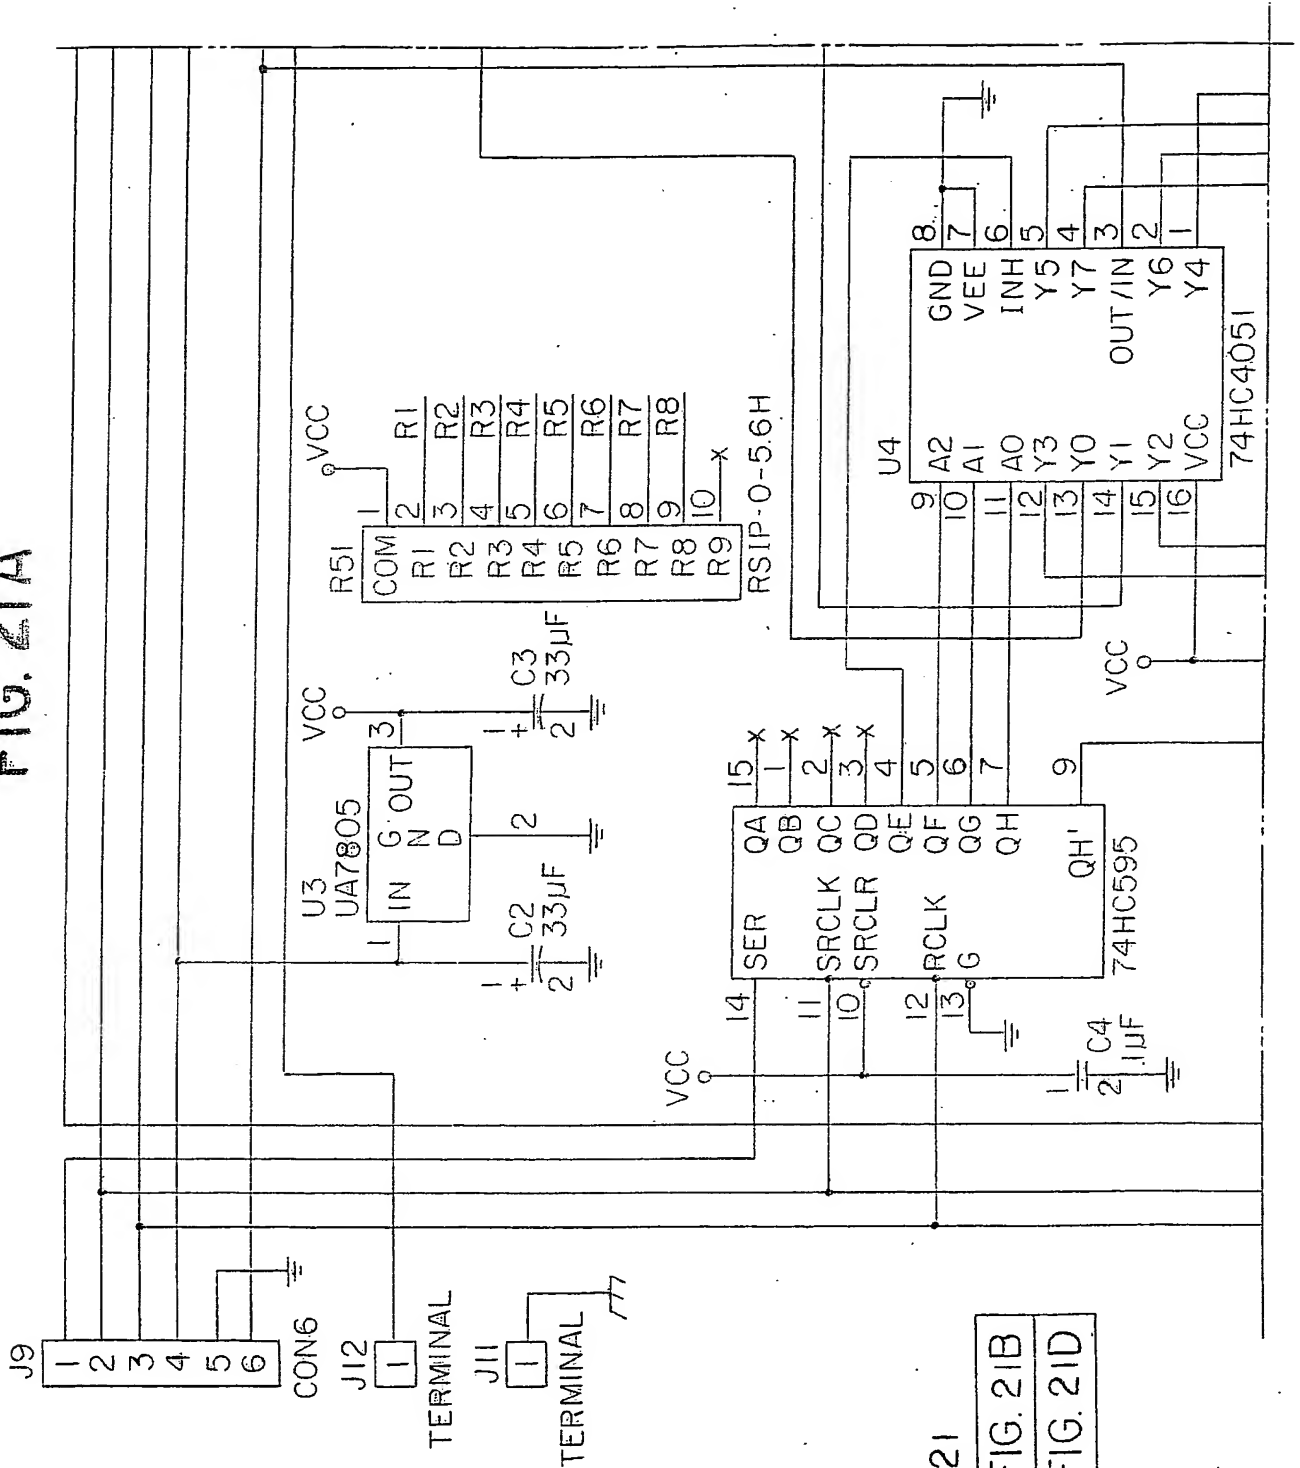 FIG. 21A
J9
1
2
3
4
5
6
CON6
J12
1
TERMINAL
J11
1
TERMINAL
U3
UA7805
IN
GND
OUT
1
2
3
VCC
C2
33µF
1
+
2
C3
33µF
1
+
2
VCC
R51
COM
R1
R2
R3
R4
R5
R6
R7
R8
R9
1
2
3
4
5
6
7
8
9
10
R1
R2
R3
R4
R5
R6
R7
R8
X
RSIP-0-5.6H
VCC
C4
.1µF
1
2
14 SER
11 SRCLK
10 SRCLR
12 RCLK
13 G
QA 15 X
QB 1 X
QC 2 X
QD 3 X
QE 4
QF 5
QG 6
QH 7
QH' 9
74HC595
VCC
U4
9 A2
10 A1
11 A0
12 Y3
13 Y0
14 Y1
15 Y2
16 VCC
GND 8
VEE 7
INH 6
Y5 5
Y7 4
OUT/IN 3
Y6 2
Y4 1
74HC4051
21
FIG. 21B
FIG. 21D